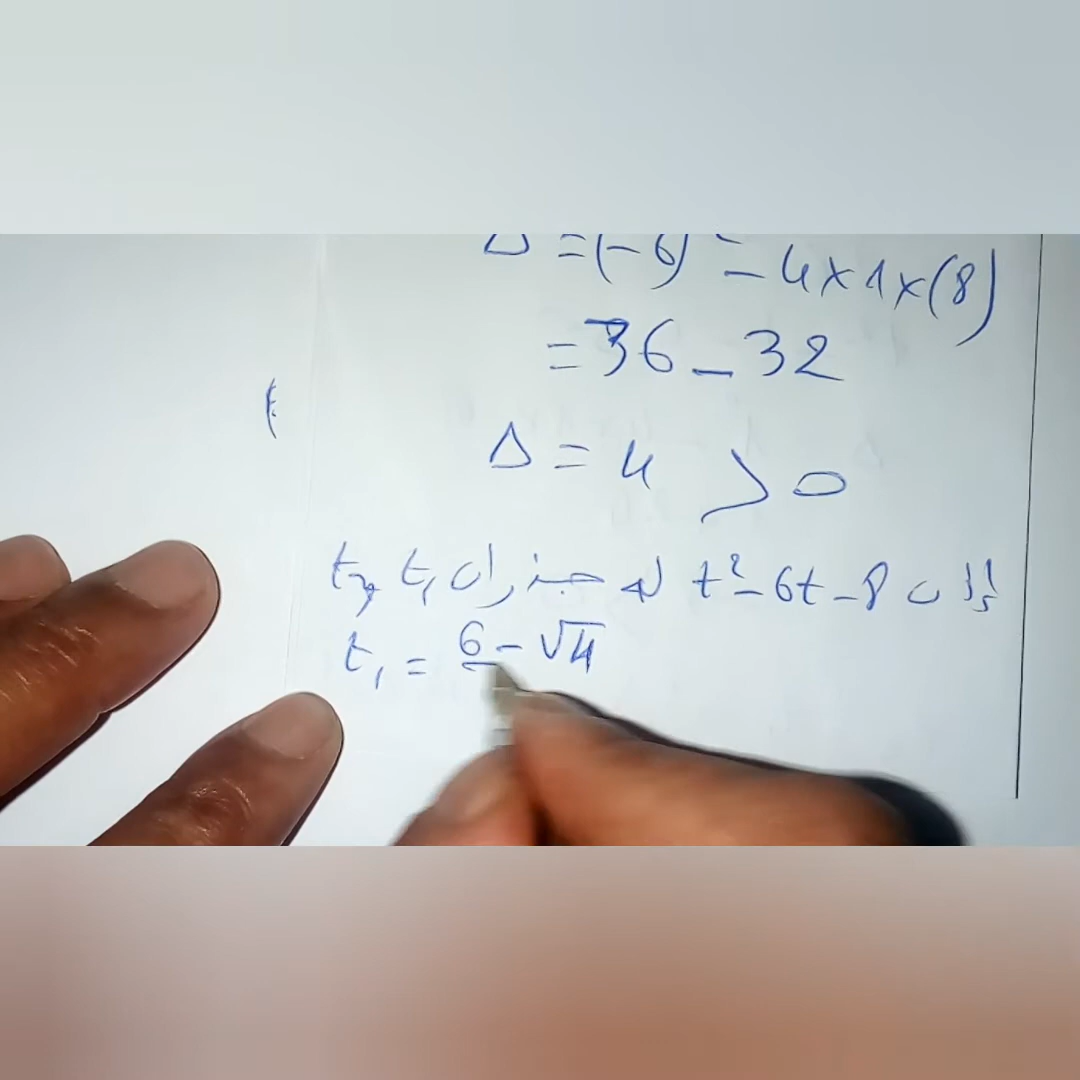 Δ = (-6)² - 4×1×(8)
= 36 - 32
Δ = 4 > 0
t² - 6t - 8 له جذران t₁ t₂
t₁ = 6 - √4